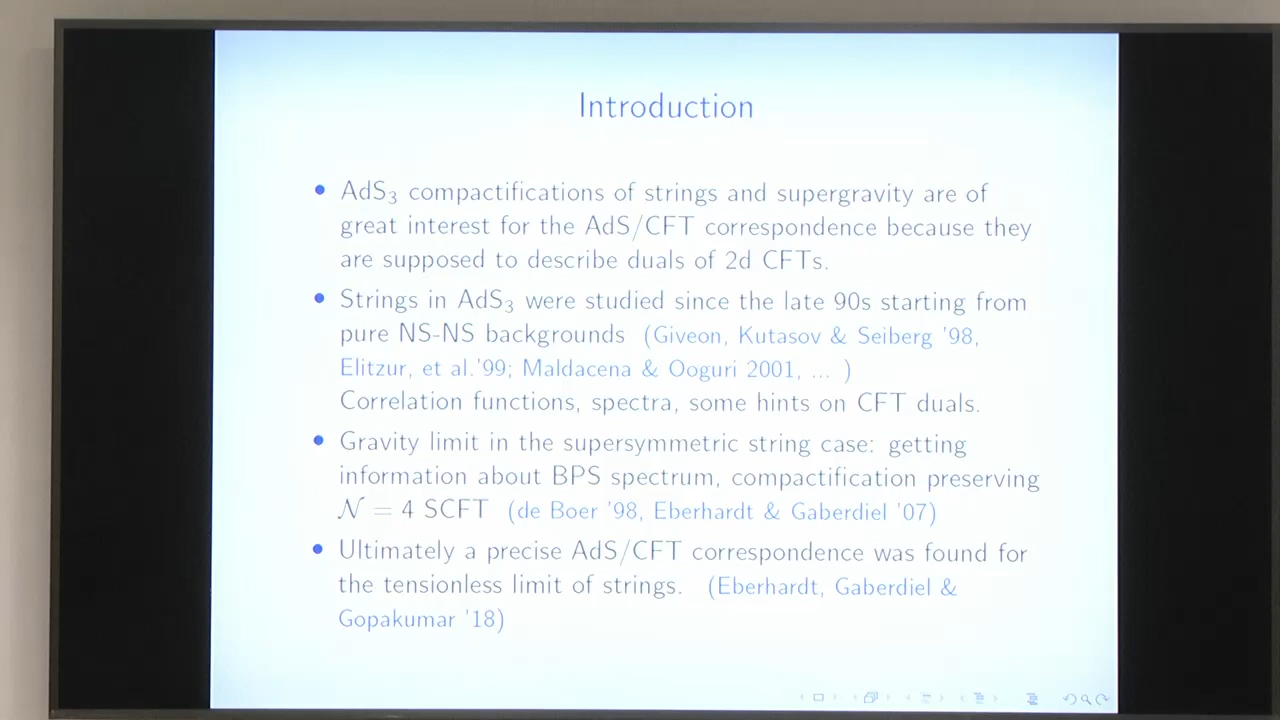 Introduction
• AdS₃ compactifications of strings and supergravity are of
great interest for the AdS/CFT correspondence because they
are supposed to describe duals of 2d CFTs.
• Strings in AdS₃ were studied since the late 90s starting from
pure NS-NS backgrounds (Giveon, Kutasov & Seiberg '98,
Elitzur, et al.'99; Maldacena & Ooguri 2001, ... )
Correlation functions, spectra, some hints on CFT duals.
• Gravity limit in the supersymmetric string case: getting
information about BPS spectrum, compactification preserving
𝒩 = 4 SCFT (de Boer '98, Eberhardt & Gaberdiel '07)
• Ultimately a precise AdS/CFT correspondence was found for
the tensionless limit of strings. (Eberhardt, Gaberdiel &
Gopakumar '18)